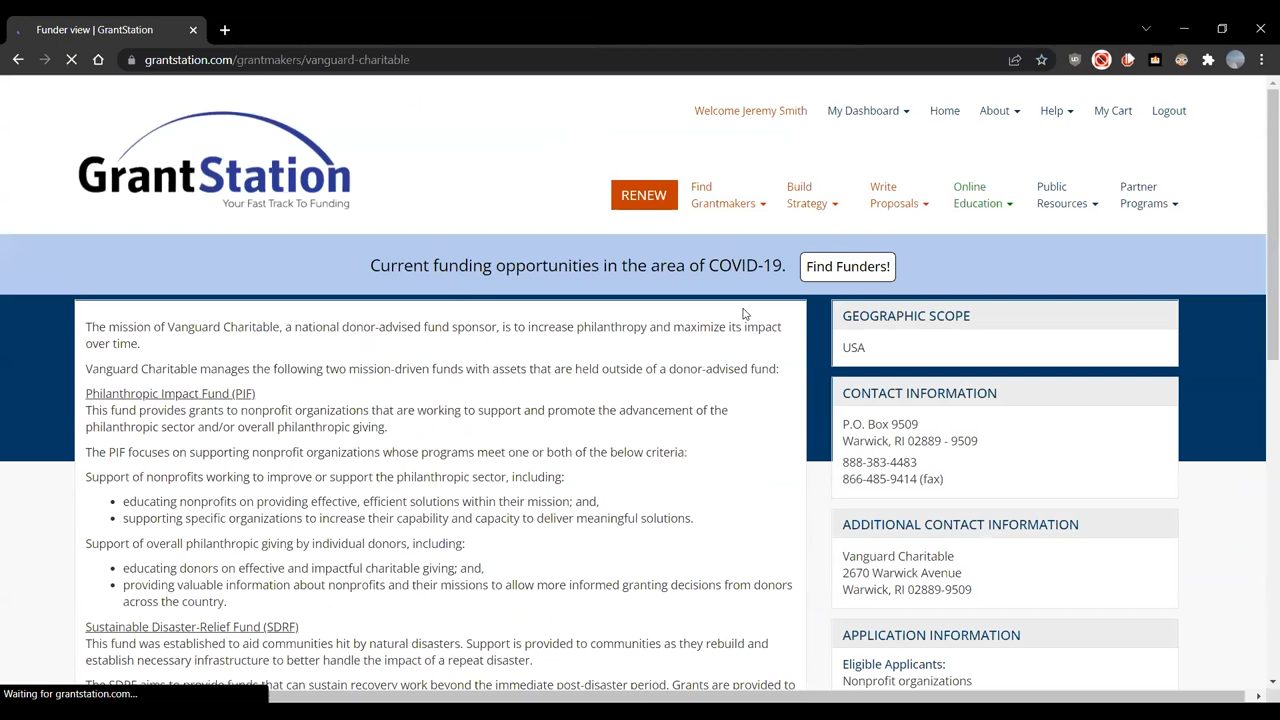 Funder view | GrantStation
grantstation.com/grantmakers/vanguard-charitable
Welcome Jeremy Smith
My Dashboard
Home
About
Help
My Cart
Logout
GrantStation
Your Fast Track To Funding
RENEW
Find Grantmakers
Build Strategy
Write Proposals
Online Education
Public Resources
Partner Programs
Current funding opportunities in the area of COVID-19.
Find Funders!
The mission of Vanguard Charitable, a national donor-advised fund sponsor, is to increase philanthropy and maximize its impact
over time.
Vanguard Charitable manages the following two mission-driven funds with assets that are held outside of a donor-advised fund:
Philanthropic Impact Fund (PIF)
This fund provides grants to nonprofit organizations that are working to support and promote the advancement of the
philanthropic sector and/or overall philanthropic giving.
The PIF focuses on supporting nonprofit organizations whose programs meet one or both of the below criteria:
Support of nonprofits working to improve or support the philanthropic sector, including:
• educating nonprofits on providing effective, efficient solutions within their mission; and,
• supporting specific organizations to increase their capability and capacity to deliver meaningful solutions.
Support of overall philanthropic giving by individual donors, including:
• educating donors on effective and impactful charitable giving; and,
• providing valuable information about nonprofits and their missions to allow more informed granting decisions from donors
across the country.
Sustainable Disaster-Relief Fund (SDRF)
This fund was established to aid communities hit by natural disasters. Support is provided to communities as they rebuild and
establish necessary infrastructure to better handle the impact of a repeat disaster.
The SDRF aims to provide funds that can sustain recovery work beyond the immediate post-disaster period. Grants are provided to
GEOGRAPHIC SCOPE
USA
CONTACT INFORMATION
P.O. Box 9509
Warwick, RI 02889 - 9509
888-383-4483
866-485-9414 (fax)
ADDITIONAL CONTACT INFORMATION
Vanguard Charitable
2670 Warwick Avenue
Warwick, RI 02889-9509
APPLICATION INFORMATION
Eligible Applicants:
Nonprofit organizations
Waiting for grantstation.com...